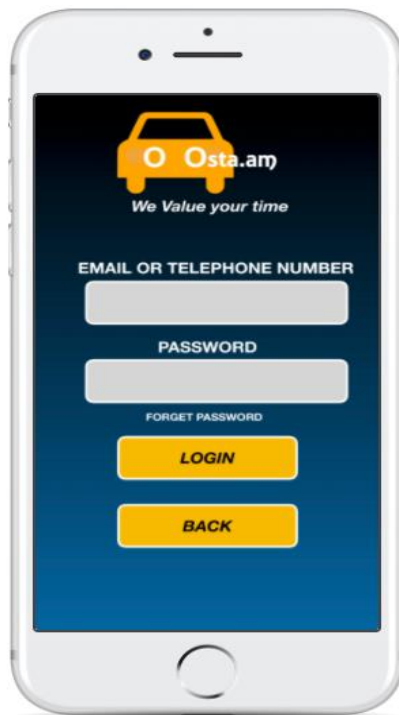 O Osta.am
We Value your time
EMAIL OR TELEPHONE NUMBER
PASSWORD
FORGET PASSWORD
LOGIN
BACK